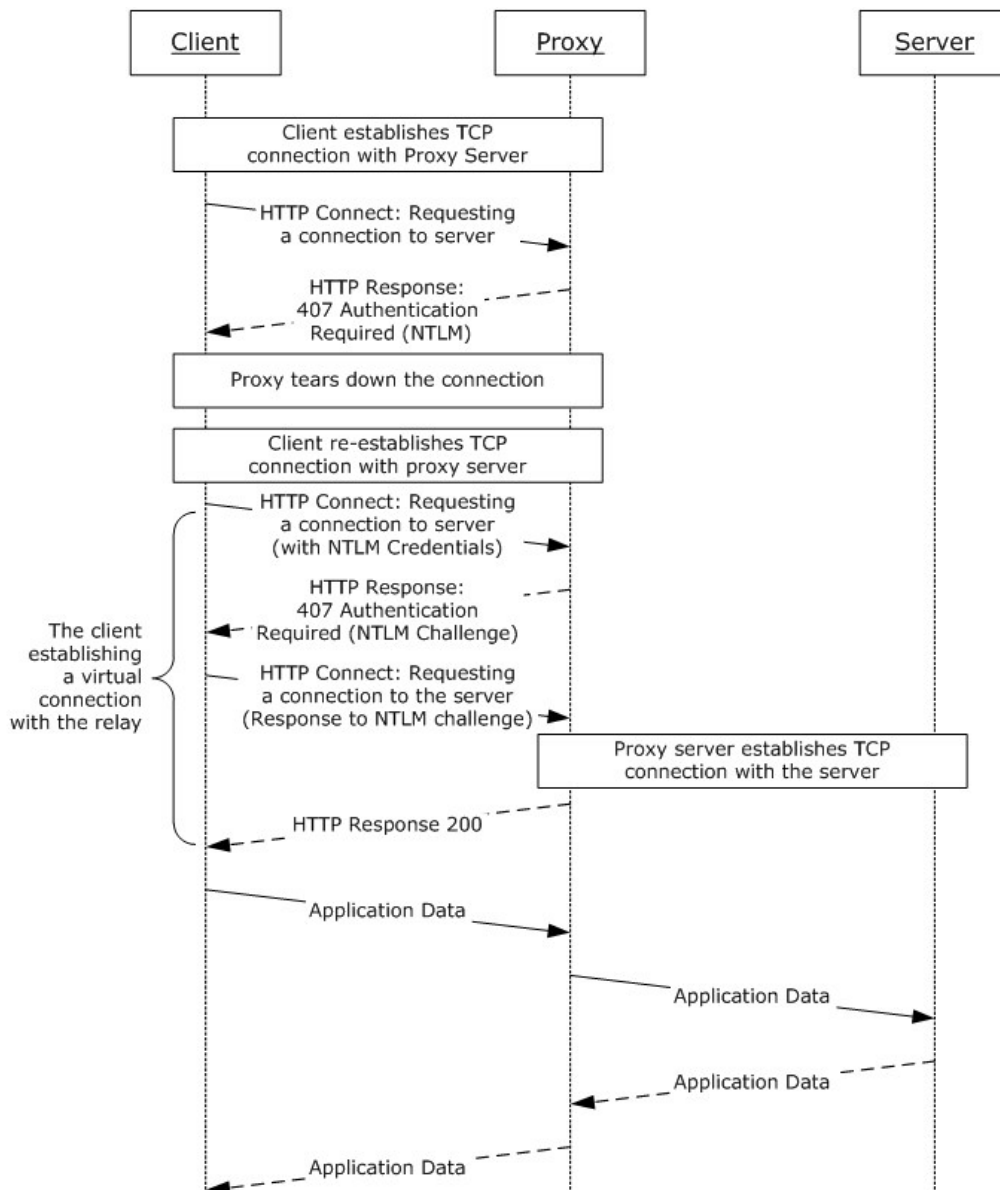 Client
Proxy
Server
Client establishes TCP
connection with Proxy Server
HTTP Connect: Requesting
a connection to server
HTTP Response:
407 Authentication
Required (NTLM)
Proxy tears down the connection
Client re-establishes TCP
connection with proxy server
HTTP Connect: Requesting
a connection to server
(with NTLM Credentials)
HTTP Response:
407 Authentication
Required (NTLM Challenge)
The client
establishing
a virtual
connection
with the relay
HTTP Connect: Requesting
a connection to the server
(Response to NTLM challenge)
Proxy server establishes TCP
connection with the server
HTTP Response 200
Application Data
Application Data
Application Data
Application Data